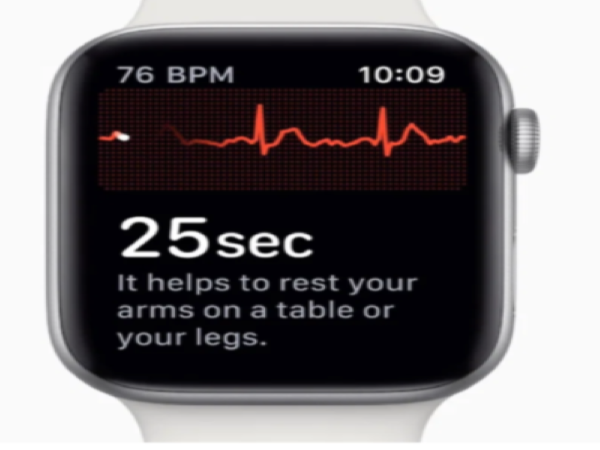 76 BPM 10:09
25sec
It helps to rest your
arms on a table or
your legs.